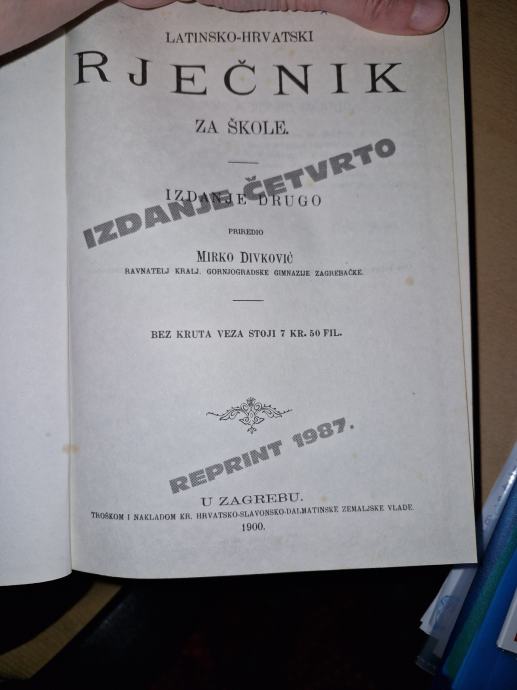 LATINSKO-HRVATSKI
RJEČNIK
ZA ŠKOLE.
IZDANJE ČETVRTO
IZDANJE DRUGO
PRIREDIO
MIRKO DIVKOVIĆ
RAVNATELJ KRALJ. GORNJOGRADSKE GIMNAZIJE ZAGREBAČKE.
BEZ KRUTA VEZA STOJI 7 KR. 50 FIL.
REPRINT 1987.
U ZAGREBU.
TROŠKOM I NAKLADOM KR. HRVATSKO-SLAVONSKO-DALMATINSKE ZEMALJSKE VLADE.
1900.